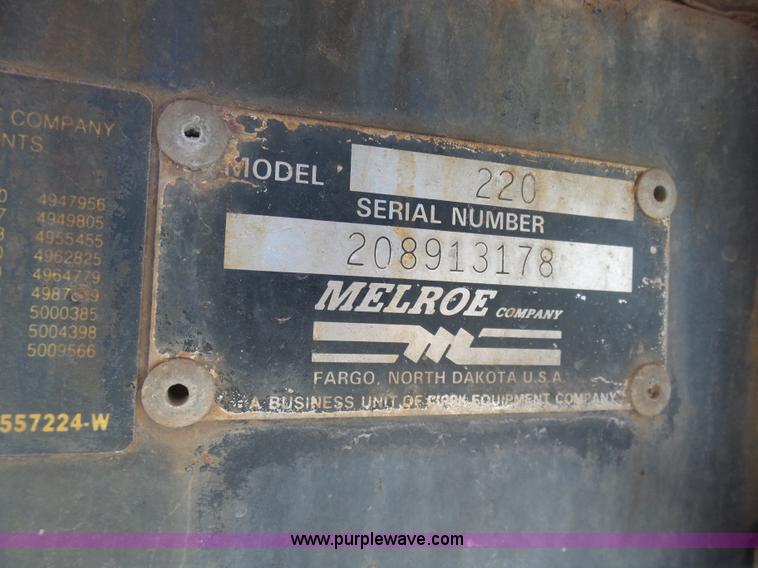 COMPANY
NTS
4947956
4949805
4955455
4962825
4964779
5000385
5004398
5009566
557224-W
MODEL 220
SERIAL NUMBER
208913178
MELROE COMPANY
FARGO, NORTH DAKOTA U.S.A.
A BUSINESS UNIT OF CLARK EQUIPMENT COMPANY
www.purplewave.com